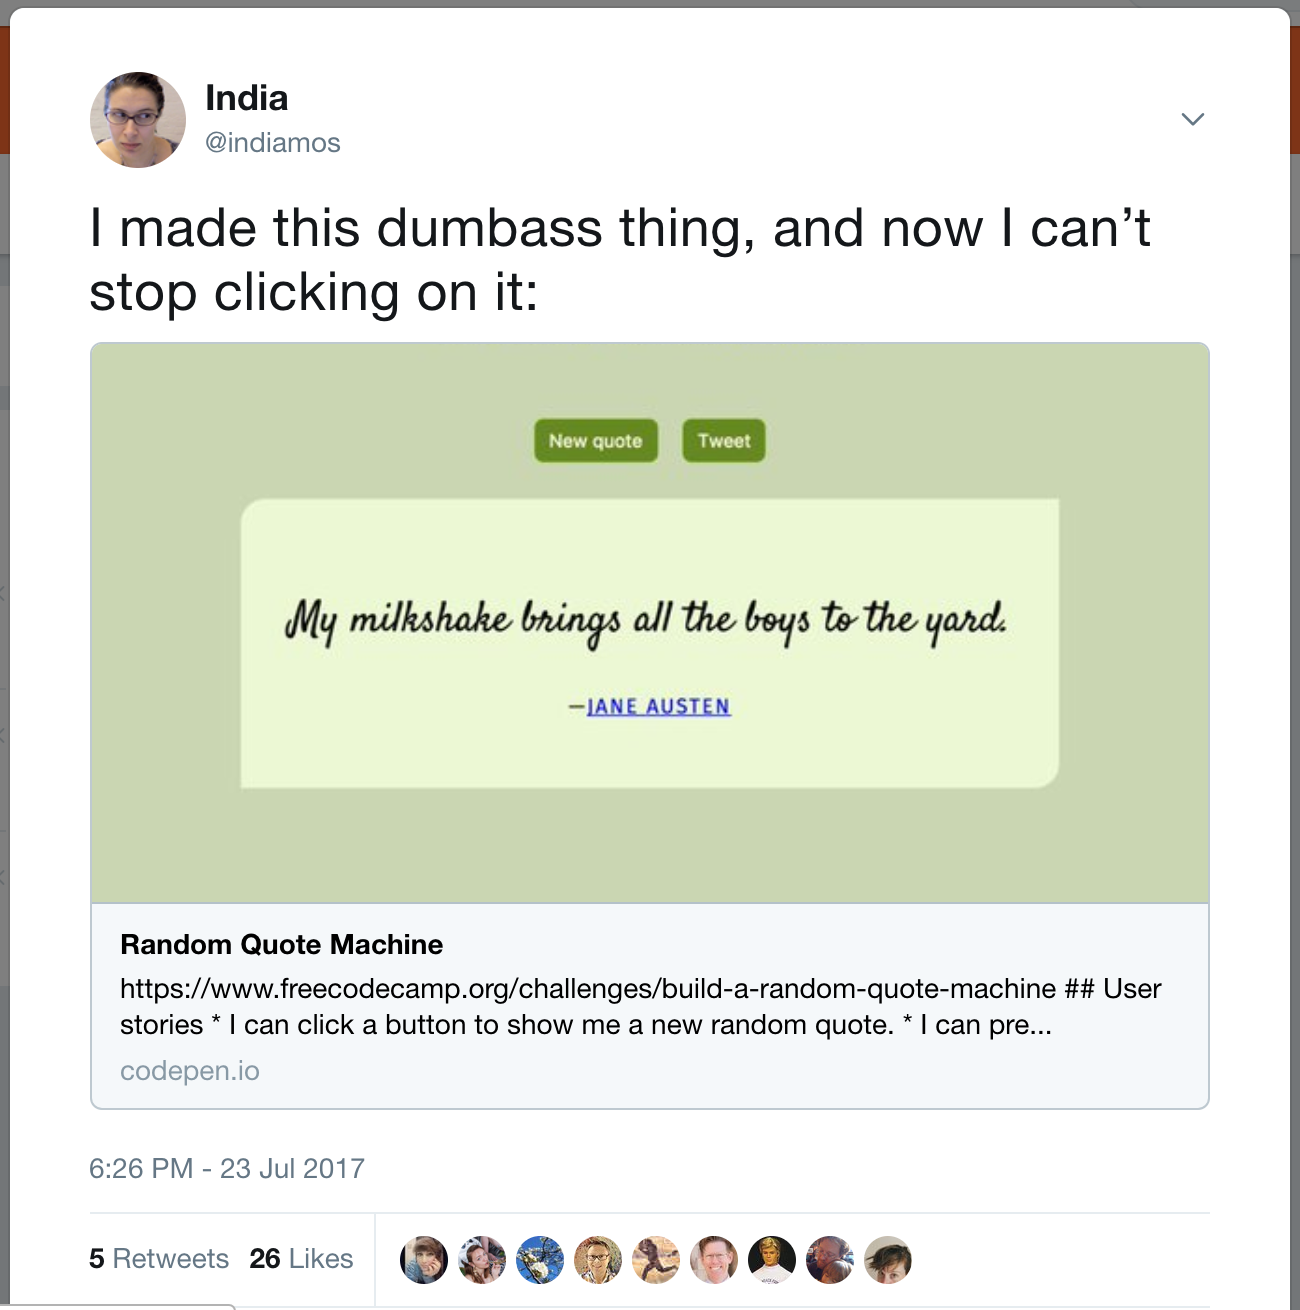 India
@indiamos
I made this dumbass thing, and now I can’t
stop clicking on it:
New quote Tweet
My milkshake brings all the boys to the yard.
—JANE AUSTEN
Random Quote Machine
https://www.freecodecamp.org/challenges/build-a-random-quote-machine ## User
stories * I can click a button to show me a new random quote. * I can pre...
codepen.io
6:26 PM - 23 Jul 2017
5 Retweets 26 Likes